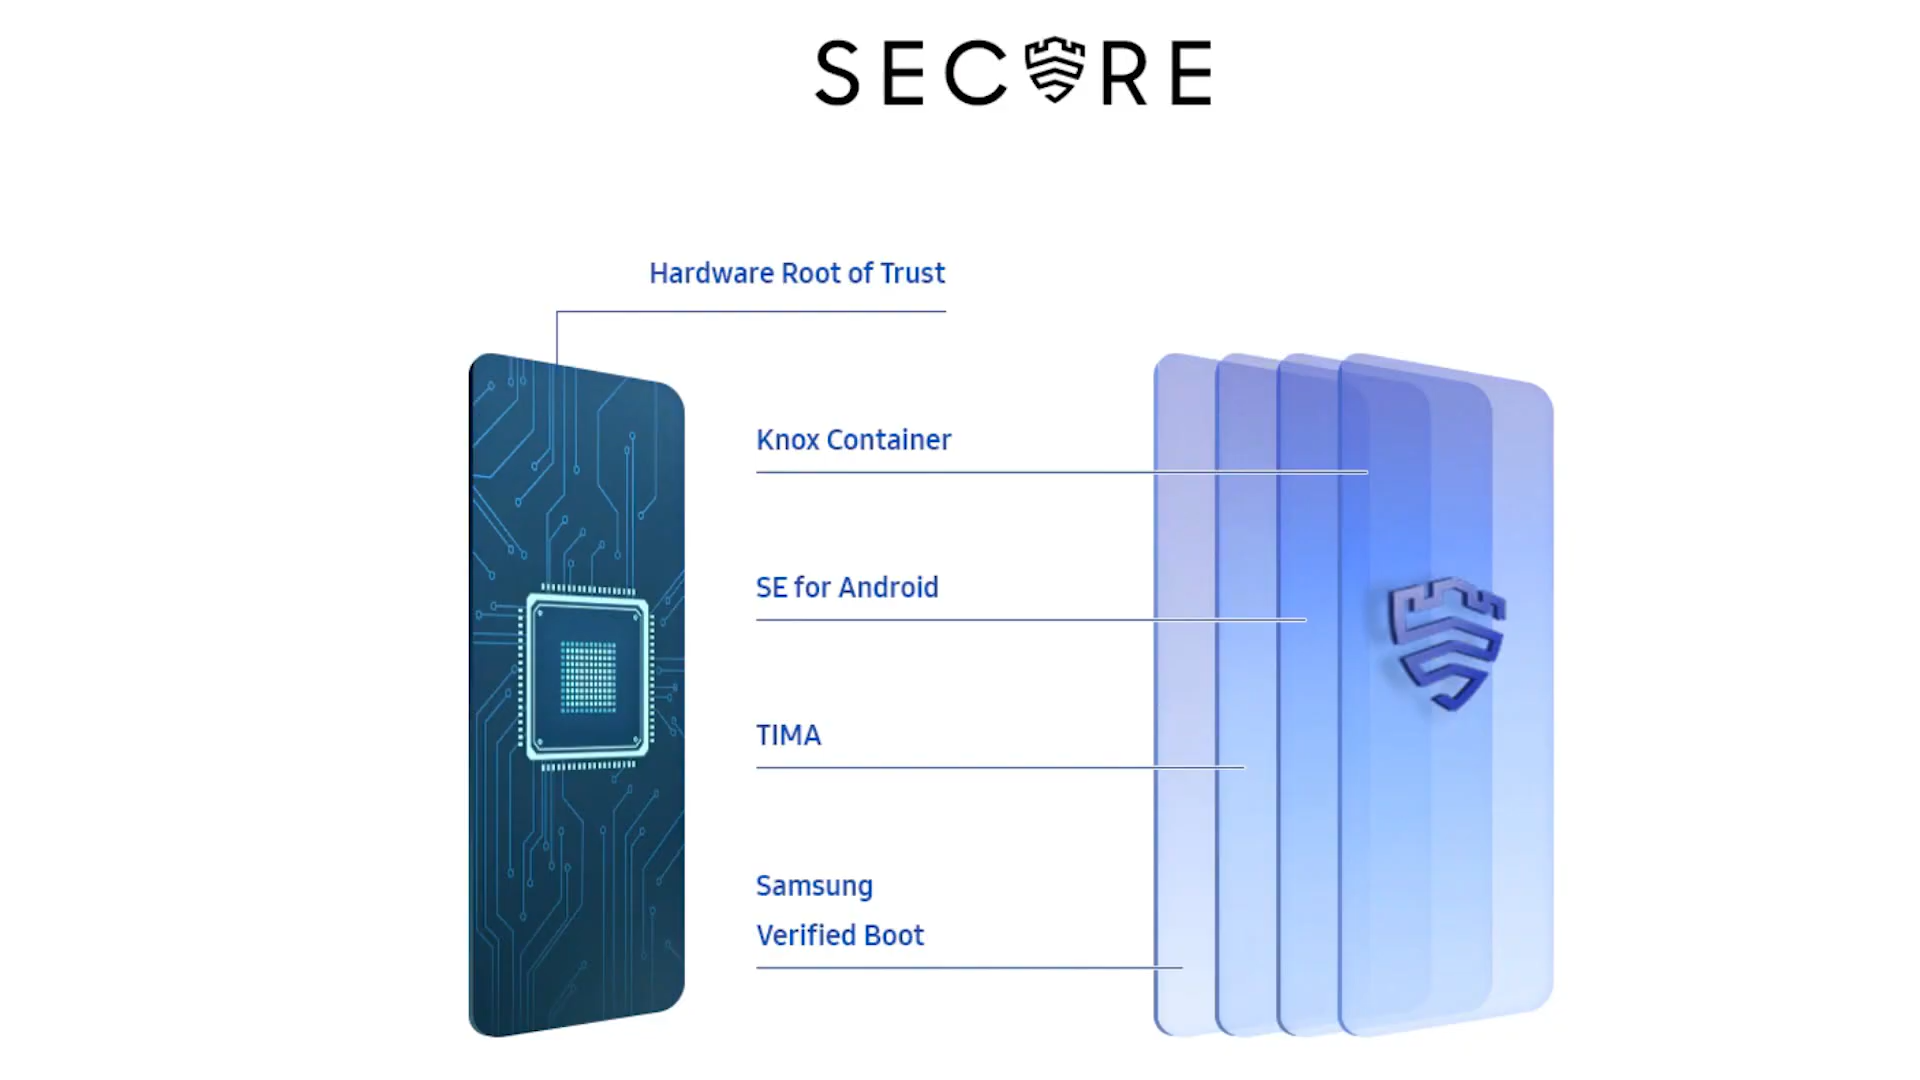 SECURE
Hardware Root of Trust
Knox Container
SE for Android
TIMA
Samsung
Verified Boot